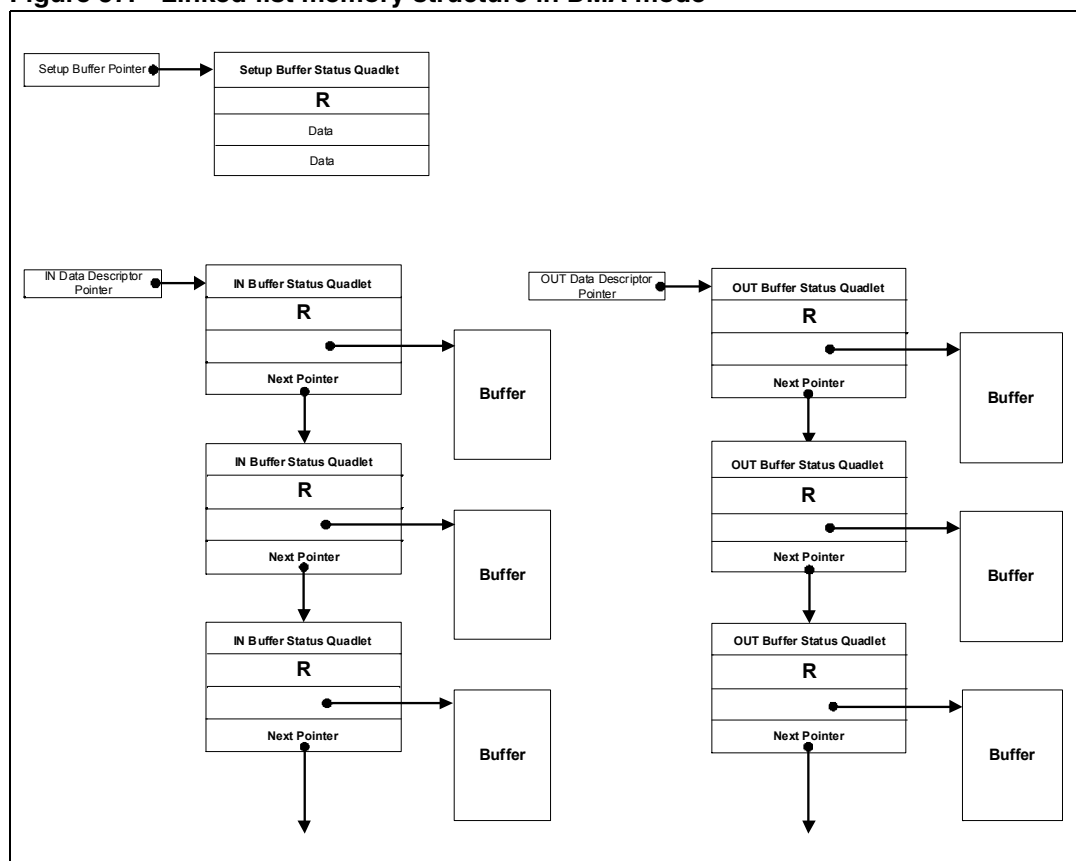 Figure 37. Linked-list memory structure in DMA mode
Setup Buffer Pointer
Setup Buffer Status Quadlet
R
Data
Data
IN Data Descriptor
Pointer
IN Buffer Status Quadlet
R
Next Pointer
Buffer
IN Buffer Status Quadlet
R
Next Pointer
Buffer
IN Buffer Status Quadlet
R
Next Pointer
Buffer
OUT Data Descriptor
Pointer
OUT Buffer Status Quadlet
R
Next Pointer
Buffer
OUT Buffer Status Quadlet
R
Next Pointer
Buffer
OUT Buffer Status Quadlet
R
Next Pointer
Buffer